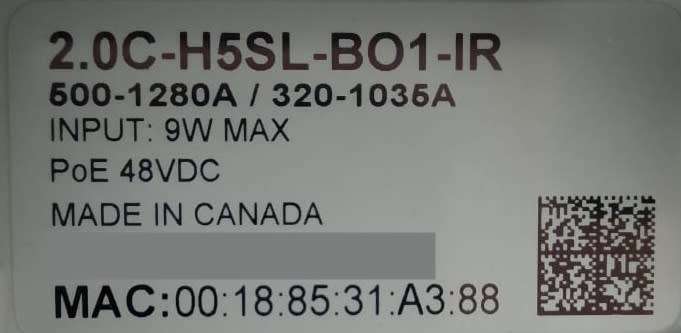 2.0C-H5SL-BO1-IR
500-1280A / 320-1035A
INPUT: 9W MAX
PoE 48VDC
MADE IN CANADA
MAC:00:18:85:31:A3:88